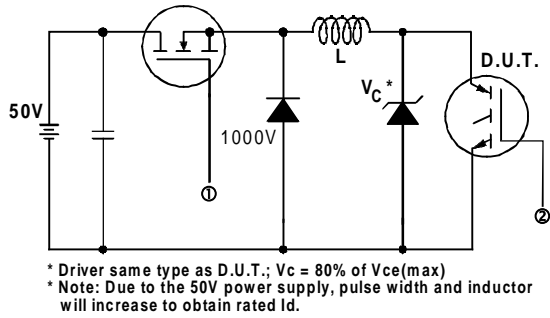 L
D.U.T.
VC *
50V
1000V
①
②
* Driver same type as D.U.T.; Vc = 80% of Vce(max)
* Note: Due to the 50V power supply, pulse width and inductor
will increase to obtain rated Id.